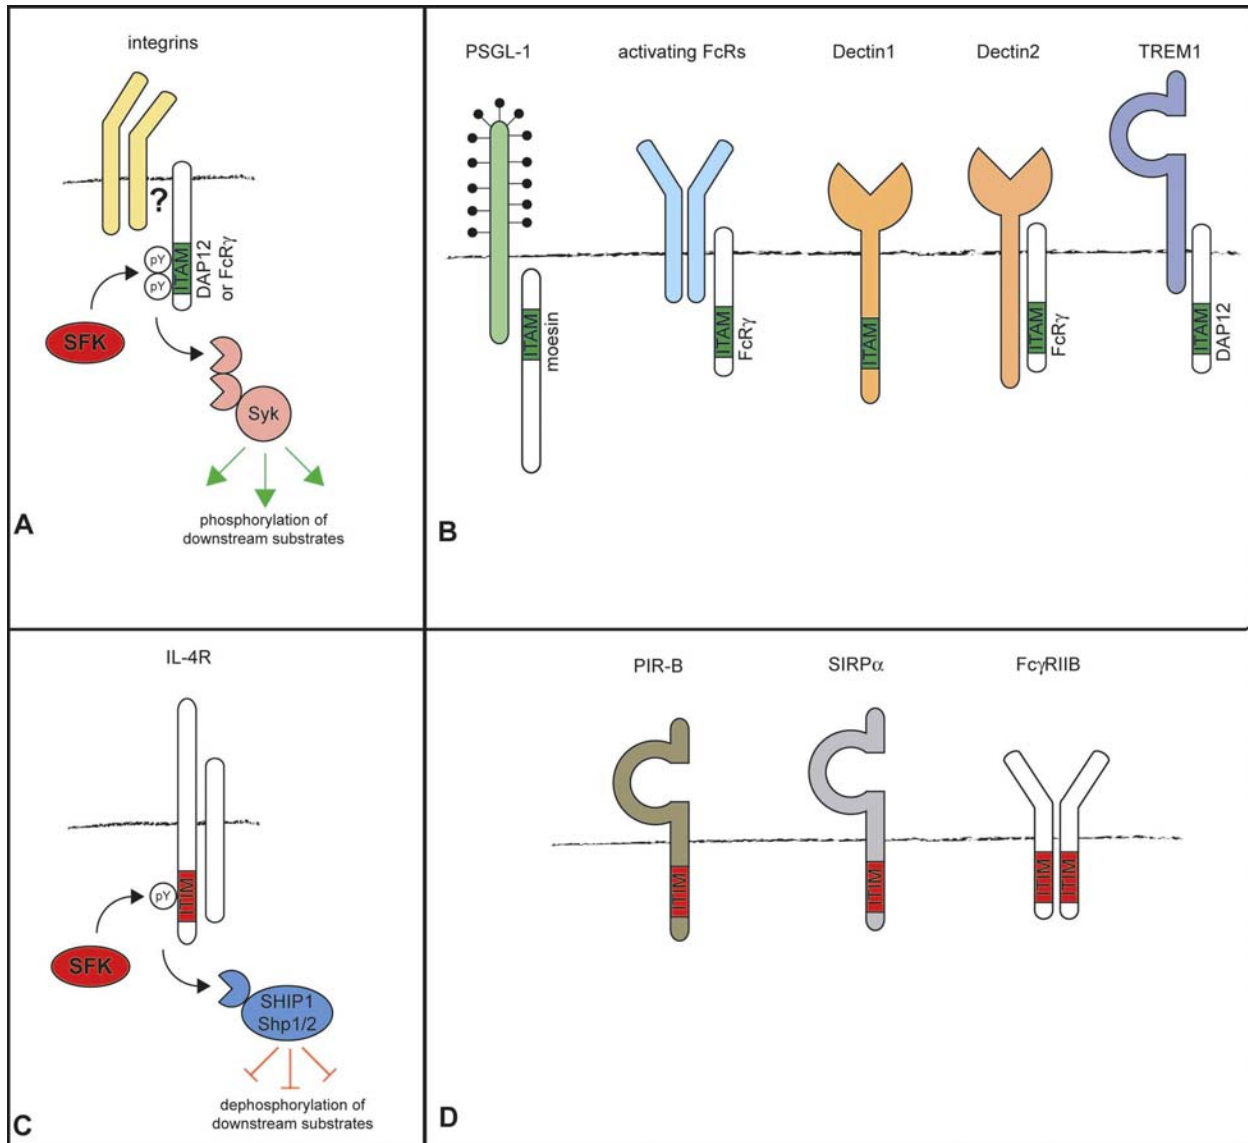 integrins
?
pY
pY
ITAM
DAP12
or FcRγ
SFK
Syk
phosphorylation of
downstream substrates
A
PSGL-1
activating FcRs
Dectin1
Dectin2
TREM1
ITAM
moesin
ITAM
FcRγ
ITAM
ITAM
FcRγ
ITAM
DAP12
B
IL-4R
pY
ITIM
SFK
SHIP1
Shp1/2
dephosphorylation of
downstream substrates
C
PIR-B
SIRPα
FcγRIIB
ITIM
ITIM
ITIM
ITIM
D